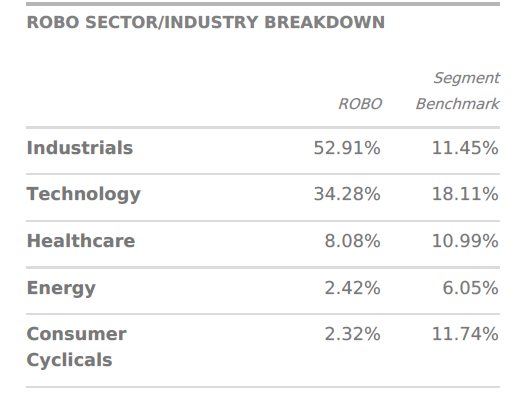 ROBO SECTOR/INDUSTRY BREAKDOWN
Segment
ROBO Benchmark
Industrials 52.91% 11.45%
Technology 34.28% 18.11%
Healthcare 8.08% 10.99%
Energy 2.42% 6.05%
Consumer 2.32% 11.74%
Cyclicals